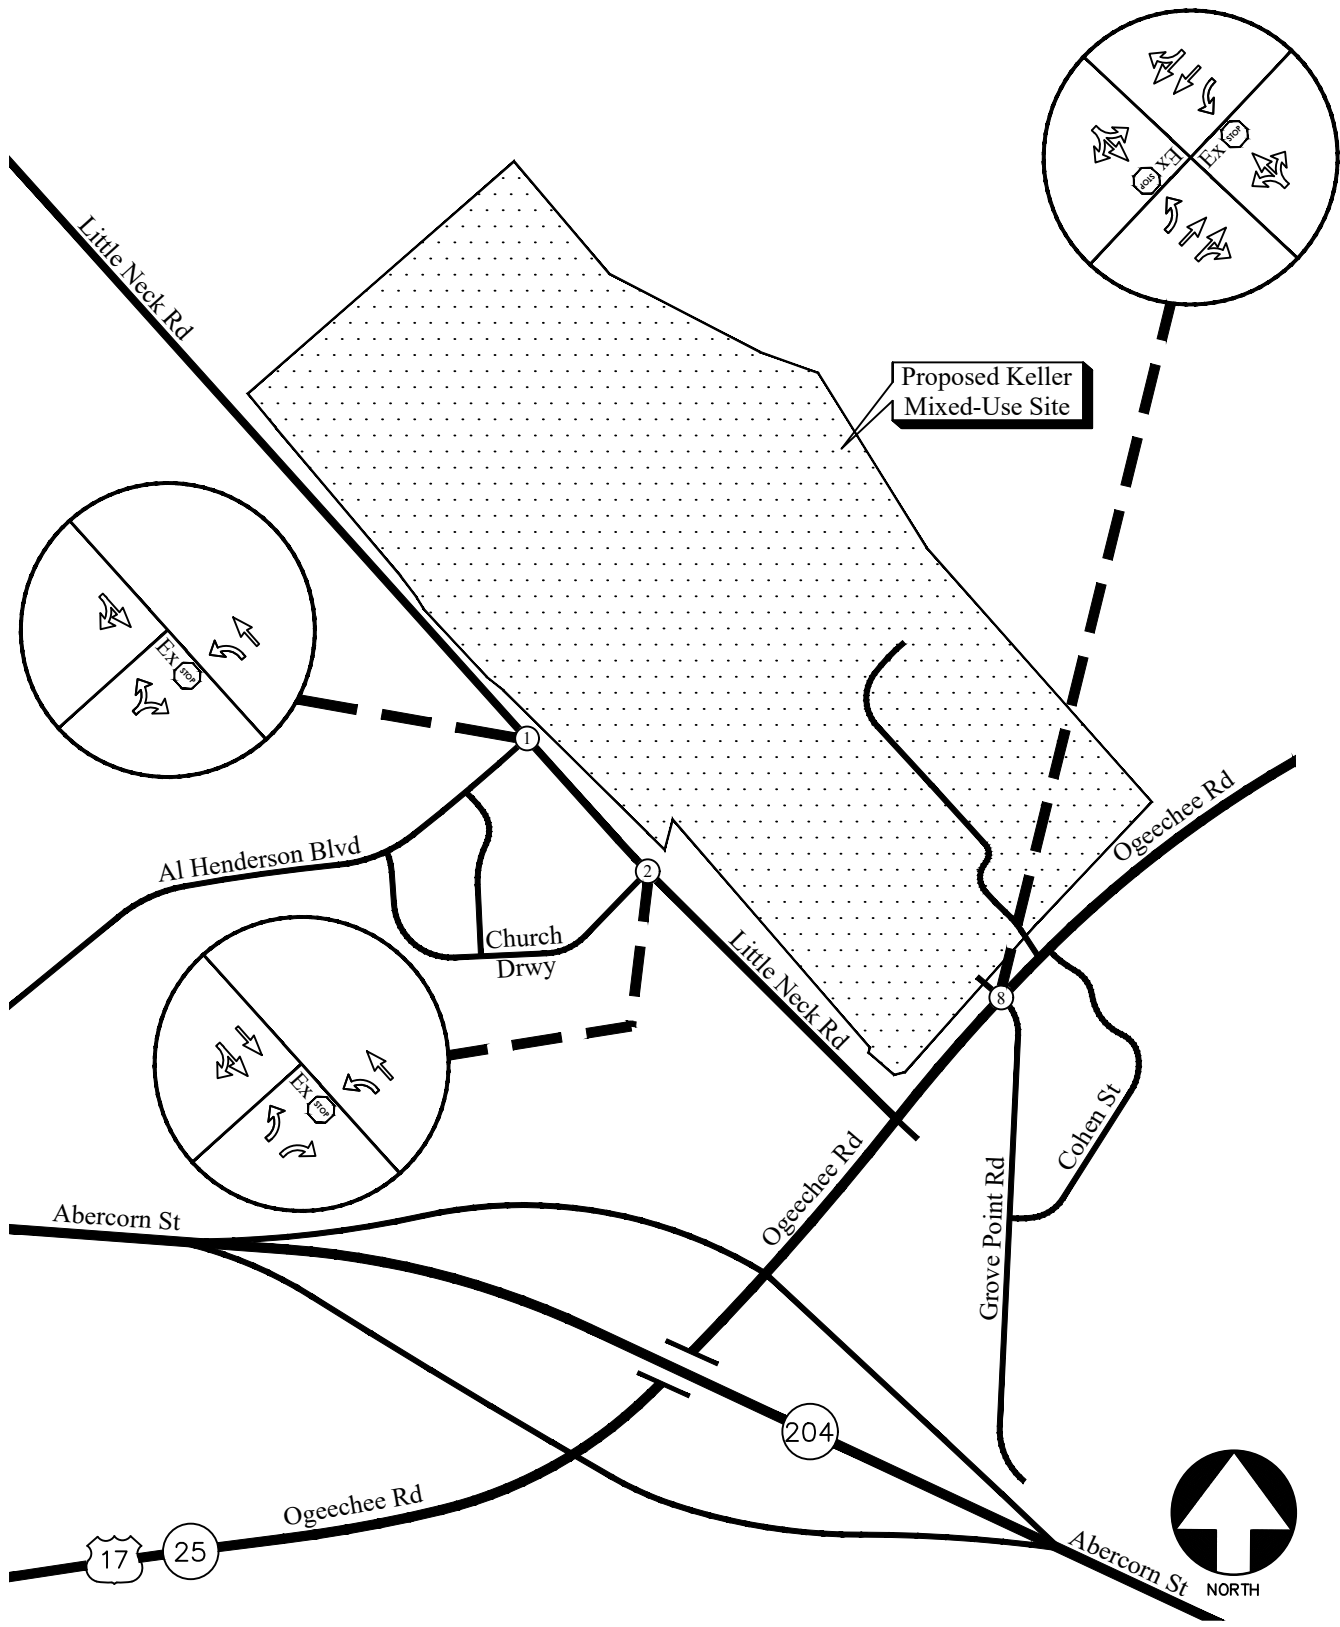 STOP
Ex
Ex
STOP
Little Neck Rd
Proposed Keller
Mixed-Use Site
Ex
STOP
1
Ogeechee Rd
Al Henderson Blvd
2
Church
Drwy
Little Neck Rd
8
Ex
STOP
Cohen St
Ogeechee Rd
Grove Point Rd
Abercorn St
204
Ogeechee Rd
17
25
Abercorn St
NORTH